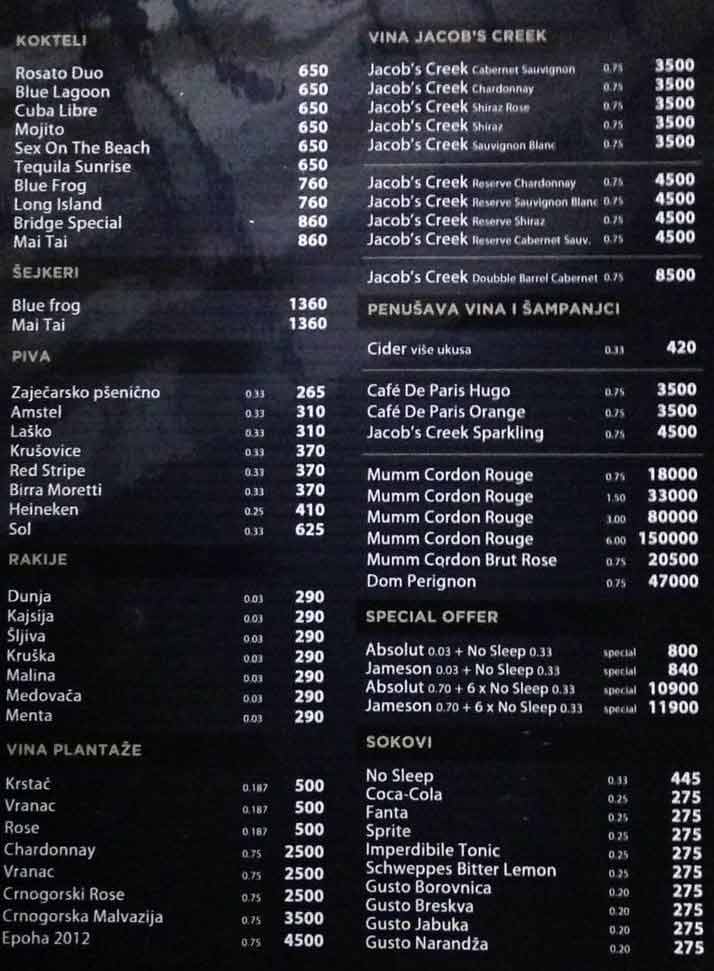 KOKTELI
Rosato Duo 650
Blue Lagoon 650
Cuba Libre 650
Mojito 650
Sex On The Beach 650
Tequila Sunrise 650
Blue Frog 760
Long Island 760
Bridge Special 860
Mai Tai 860
ŠEJKERI
Blue frog 1360
Mai Tai 1360
PIVA
Zaječarsko pšenično 0.33 265
Amstel 0.33 310
Laško 0.33 310
Krušovice 0.33 370
Red Stripe 0.33 370
Birra Moretti 0.33 370
Heineken 0.25 410
Sol 0.33 625
RAKIJE
Dunja 0.03 290
Kajsija 0.03 290
Šljiva 0.03 290
Kruška 0.03 290
Malina 0.03 290
Medovača 0.03 290
Menta 0.03 290
VINA PLANTAŽE
Krstač 0.187 500
Vranac 0.187 500
Rose 0.187 500
Chardonnay 0.75 2500
Vranac 0.75 2500
Crnogorski Rose 0.75 2500
Crnogorska Malvazija 0.75 3500
Epoha 2012 0.75 4500
VINA JACOB'S CREEK
Jacob's Creek Cabernet Sauvignon 0.75 3500
Jacob's Creek Chardonnay 0.75 3500
Jacob's Creek Shiraz Rose 0.75 3500
Jacob's Creek Shiraz 0.75 3500
Jacob's Creek Sauvignon Blanc 0.75 3500
Jacob's Creek Reserve Chardonnay 0.75 4500
Jacob's Creek Reserve Sauvignon Blanc 0.75 4500
Jacob's Creek Reserve Shiraz 0.75 4500
Jacob's Creek Reserve Cabernet Sauv. 0.75 4500
Jacob's Creek Doubble Barrel Cabernet 0.75 8500
PENUŠAVA VINA I ŠAMPANJCI
Cider više ukusa 0.33 420
Café De Paris Hugo 0.75 3500
Café De Paris Orange 0.75 3500
Jacob's Creek Sparkling 0.75 4500
Mumm Cordon Rouge 0.75 18000
Mumm Cordon Rouge 1.50 33000
Mumm Cordon Rouge 3.00 80000
Mumm Cordon Rouge 6.00 150000
Mumm Cordon Brut Rose 0.75 20500
Dom Perignon 0.75 47000
SPECIAL OFFER
Absolut 0.03 + No Sleep 0.33 special 800
Jameson 0.03 + No Sleep 0.33 special 840
Absolut 0.70 + 6 x No Sleep 0.33 special 10900
Jameson 0.70 + 6 x No Sleep 0.33 special 11900
SOKOVI
No Sleep 0.33 445
Coca-Cola 0.25 275
Fanta 0.25 275
Sprite 0.25 275
Imperdibile Tonic 0.25 275
Schweppes Bitter Lemon 0.25 275
Gusto Borovnica 0.20 275
Gusto Breskva 0.20 275
Gusto Jabuka 0.20 275
Gusto Narandža 0.20 275